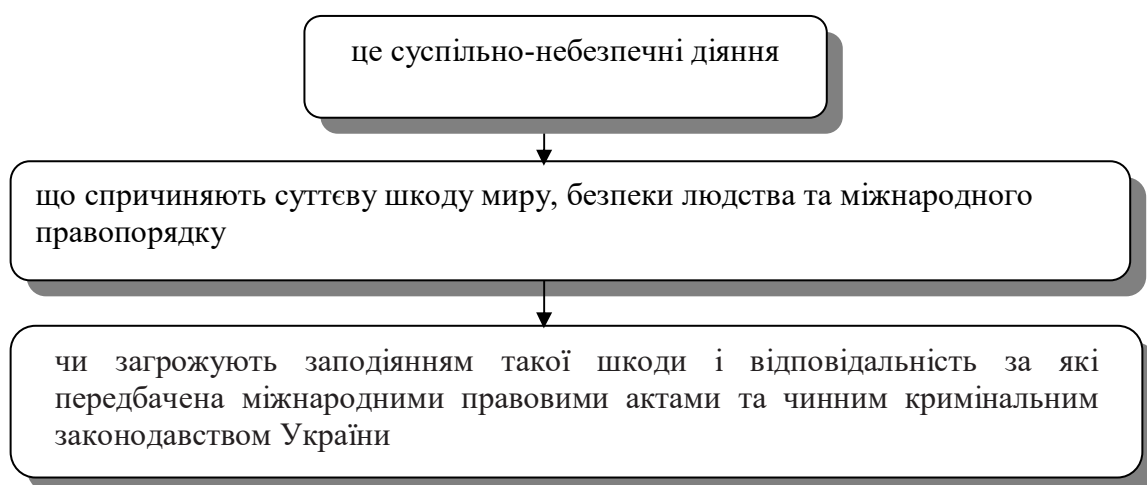 це суспільно-небезпечні діяння
що спричиняють суттєву шкоду миру, безпеки людства та міжнародного
правопорядку
чи загрожують заподіянням такої шкоди і відповідальність за які
передбачена міжнародними правовими актами та чинним кримінальним
законодавством України